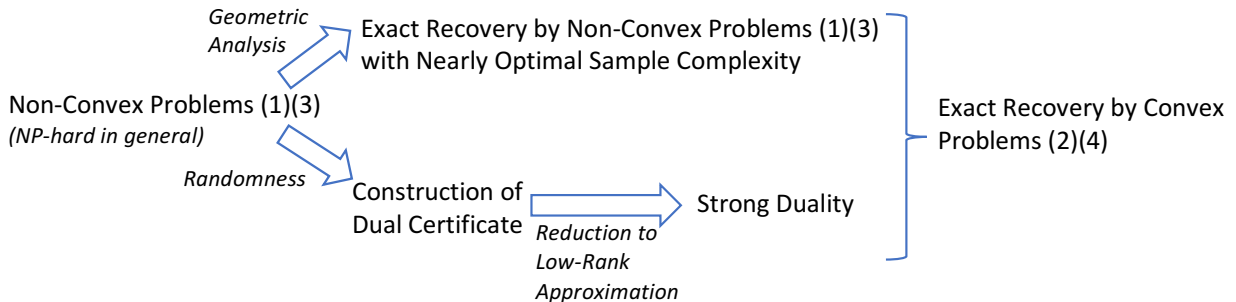 Geometric
Analysis
Exact Recovery by Non-Convex Problems (1)(3)
with Nearly Optimal Sample Complexity
Non-Convex Problems (1)(3)
(NP-hard in general)
Randomness
Construction of
Dual Certificate
Reduction to
Low-Rank
Approximation
Strong Duality
Exact Recovery by Convex
Problems (2)(4)